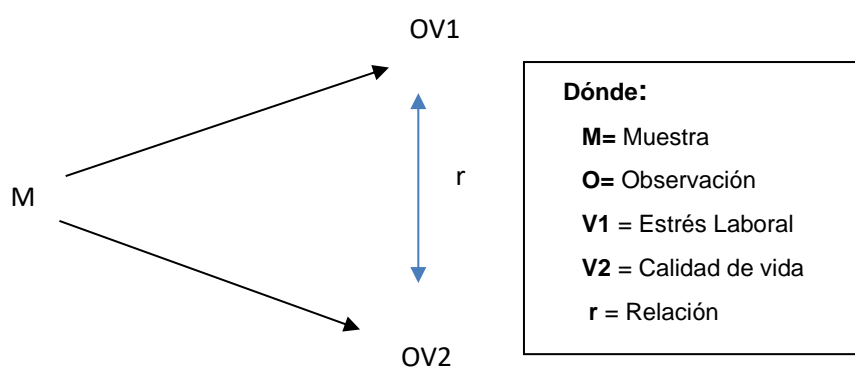 OV1
M
r
OV2
Dónde:
M= Muestra
O= Observación
V1 = Estrés Laboral
V2 = Calidad de vida
r = Relación